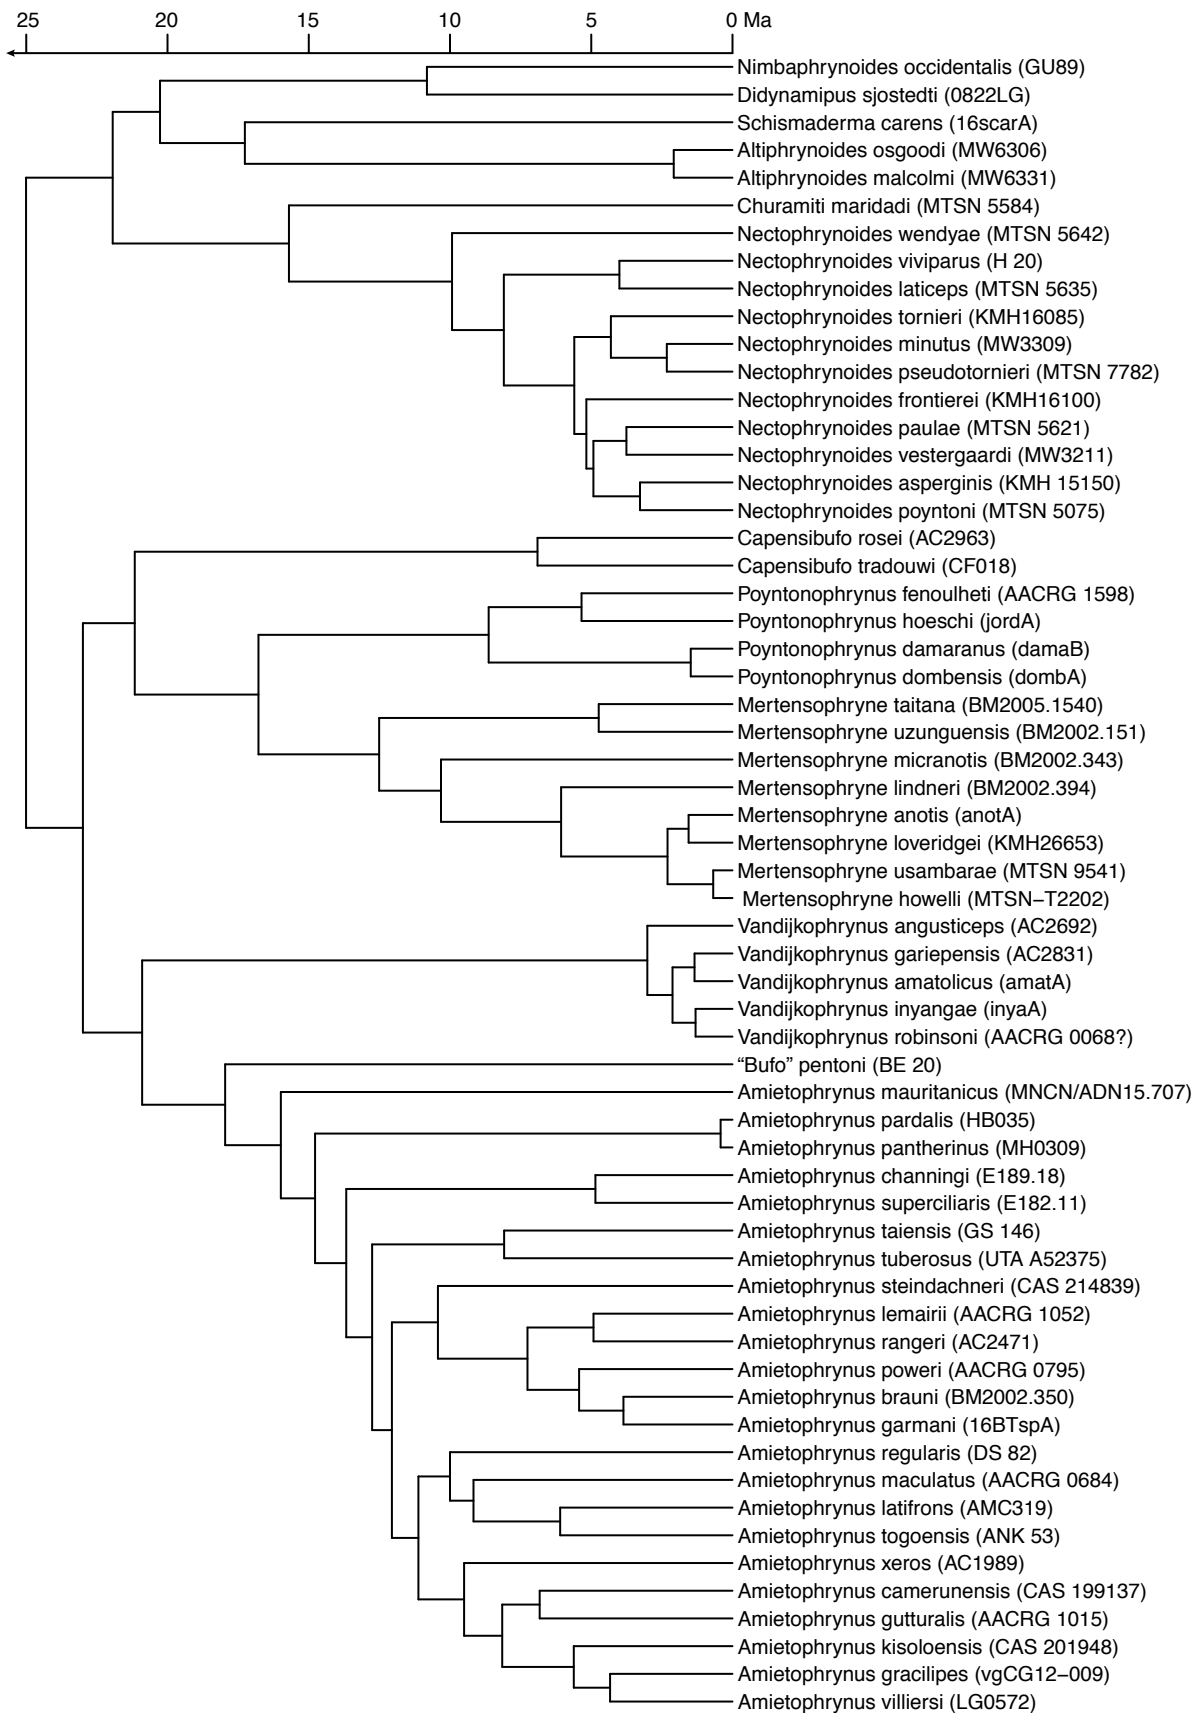 25 20 15 10 5 0 Ma
Nimbaphrynoides occidentalis (GU89)
Didynamipus sjostedti (0822LG)
Schismaderma carens (16scarA)
Altiphrynoides osgoodi (MW6306)
Altiphrynoides malcolmi (MW6331)
Churamiti maridadi (MTSN 5584)
Nectophrynoides wendyae (MTSN 5642)
Nectophrynoides viviparus (H 20)
Nectophrynoides laticeps (MTSN 5635)
Nectophrynoides tornieri (KMH16085)
Nectophrynoides minutus (MW3309)
Nectophrynoides pseudotornieri (MTSN 7782)
Nectophrynoides frontierei (KMH16100)
Nectophrynoides paulae (MTSN 5621)
Nectophrynoides vestergaardi (MW3211)
Nectophrynoides asperginis (KMH 15150)
Nectophrynoides poyntoni (MTSN 5075)
Capensibufo rosei (AC2963)
Capensibufo tradouwi (CF018)
Poyntonophrynus fenoulheti (AACRG 1598)
Poyntonophrynus hoeschi (jordA)
Poyntonophrynus damaranus (damaB)
Poyntonophrynus dombensis (dombA)
Mertensophryne taitana (BM2005.1540)
Mertensophryne uzunguensis (BM2002.151)
Mertensophryne micranotis (BM2002.343)
Mertensophryne lindneri (BM2002.394)
Mertensophryne anotis (anotA)
Mertensophryne loveridgei (KMH26653)
Mertensophryne usambarae (MTSN 9541)
Mertensophryne howelli (MTSN−T2202)
Vandijkophrynus angusticeps (AC2692)
Vandijkophrynus gariepensis (AC2831)
Vandijkophrynus amatolicus (amatA)
Vandijkophrynus inyangae (inyaA)
Vandijkophrynus robinsoni (AACRG 0068?)
“Bufo” pentoni (BE 20)
Amietophrynus mauritanicus (MNCN/ADN15.707)
Amietophrynus pardalis (HB035)
Amietophrynus pantherinus (MH0309)
Amietophrynus channingi (E189.18)
Amietophrynus superciliaris (E182.11)
Amietophrynus taiensis (GS 146)
Amietophrynus tuberosus (UTA A52375)
Amietophrynus steindachneri (CAS 214839)
Amietophrynus lemairii (AACRG 1052)
Amietophrynus rangeri (AC2471)
Amietophrynus poweri (AACRG 0795)
Amietophrynus brauni (BM2002.350)
Amietophrynus garmani (16BTspA)
Amietophrynus regularis (DS 82)
Amietophrynus maculatus (AACRG 0684)
Amietophrynus latifrons (AMC319)
Amietophrynus togoensis (ANK 53)
Amietophrynus xeros (AC1989)
Amietophrynus camerunensis (CAS 199137)
Amietophrynus gutturalis (AACRG 1015)
Amietophrynus kisoloensis (CAS 201948)
Amietophrynus gracilipes (vgCG12−009)
Amietophrynus villiersi (LG0572)